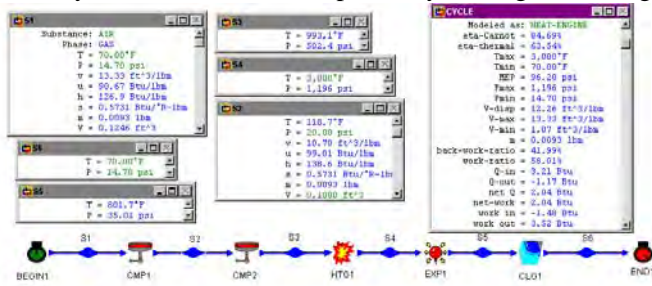 S1
Substance: AIR
Phase: GAS
T = 70.00°F
P = 14.70 psi
v = 13.33 ft^3/lbm
u = 90.67 Btu/lbm
h = 126.9 Btu/lbm
s = 0.5731 Btu/°R-lbm
m = 0.0093 lbm
V = 0.1246 ft^3
S6
T = 70.00°F
P = 14.70 psi
S5
T = 801.7°F
P = 35.01 psi
S3
T = 993.1°F
P = 502.4 psi
S4
T = 3,000°F
P = 1,196 psi
S2
T = 118.7°F
P = 20.00 psi
v = 10.70 ft^3/lbm
u = 99.01 Btu/lbm
h = 138.6 Btu/lbm
s = 0.5731 Btu/°R-lb
m = 0.0093 lbm
V = 0.1000 ft^3
CYCLE
Modeled as: HEAT-ENGINE
eta-Carnot = 84.69%
eta-thermal = 63.54%
Tmax = 3,000°F
Tmin = 70.00°F
MEP = 96.20 psi
Pmax = 1,196 psi
Pmin = 14.70 psi
V-disp = 12.26 ft^3/lbm
V-max = 13.33 ft^3/lbm
V-min = 1.07 ft^3/lbm
m = 0.0093 lbm
back-work-ratio = 41.99%
work-ratio = 58.01%
Q-in = 3.21 Btu
Q-out = -1.17 Btu
net Q = 2.04 Btu
net-work = 2.04 Btu
work in = -1.48 Btu
work out = 3.52 Btu
S1 S2 S3 S4 S5 S6
BEGIN1 CMP1 CMP2 HTG1 EXP1 CLG1 END1